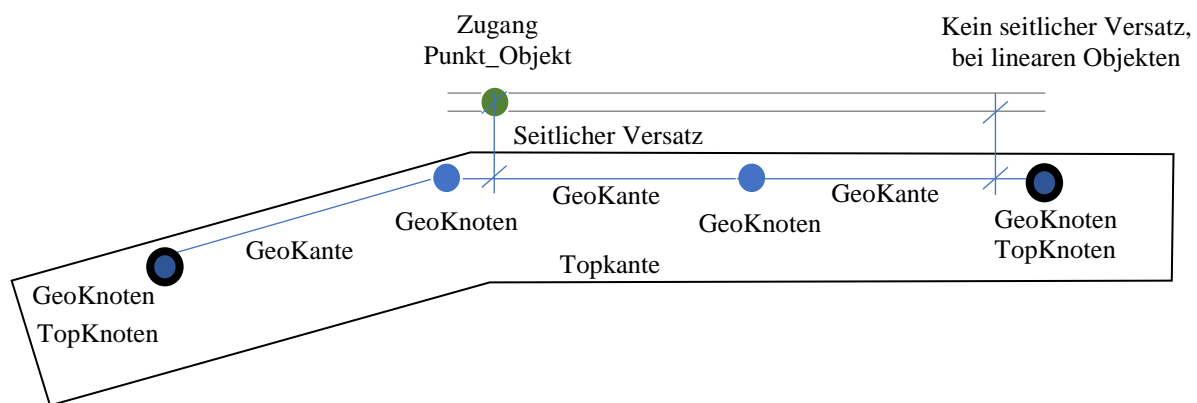 Zugang
Punkt_Objekt
Kein seitlicher Versatz,
bei linearen Objekten
Seitlicher Versatz
GeoKante
GeoKante
GeoKnoten
GeoKnoten
GeoKnoten
TopKnoten
GeoKante
Topkante
GeoKnoten
TopKnoten